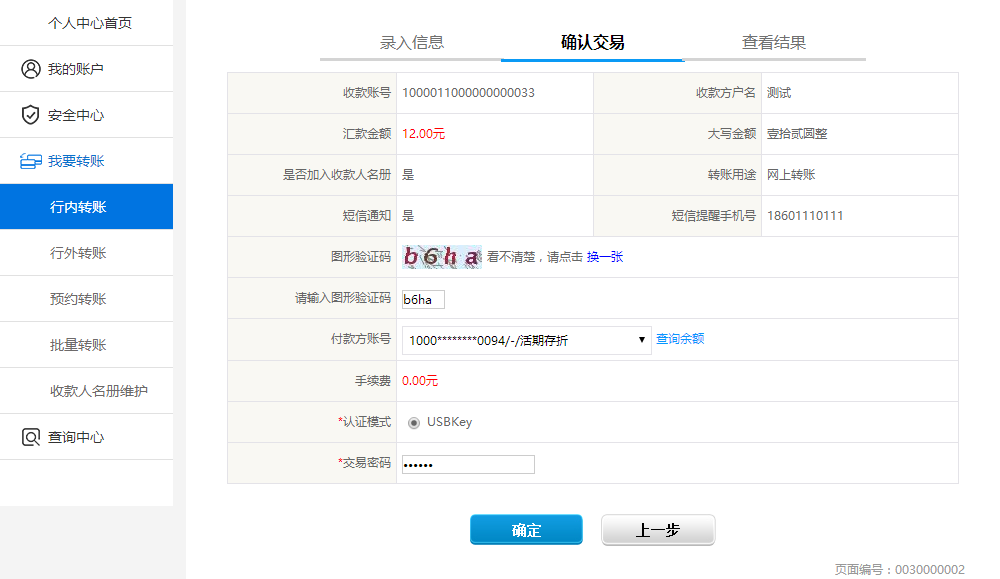 个人中心首页
我的账户
安全中心
我要转账
行内转账
行外转账
预约转账
批量转账
收款人名册维护
查询中心
录入信息 确认交易 查看结果
收款账号 1000011000000000033 收款方户名 测试
汇款金额 12.00元 大写金额 壹拾贰圆整
是否加入收款人名册 是 转账用途 网上转账
短信通知 是 短信提醒手机号 18601110111
图形验证码 b6ha 看不清楚，请点击 换一张
请输入图形验证码 b6ha
付款方账号 1000********0094/-/活期存折 查询余额
手续费 0.00元
*认证模式 USBKey
*交易密码 ••••••
确定 上一步
页面编号：0030000002